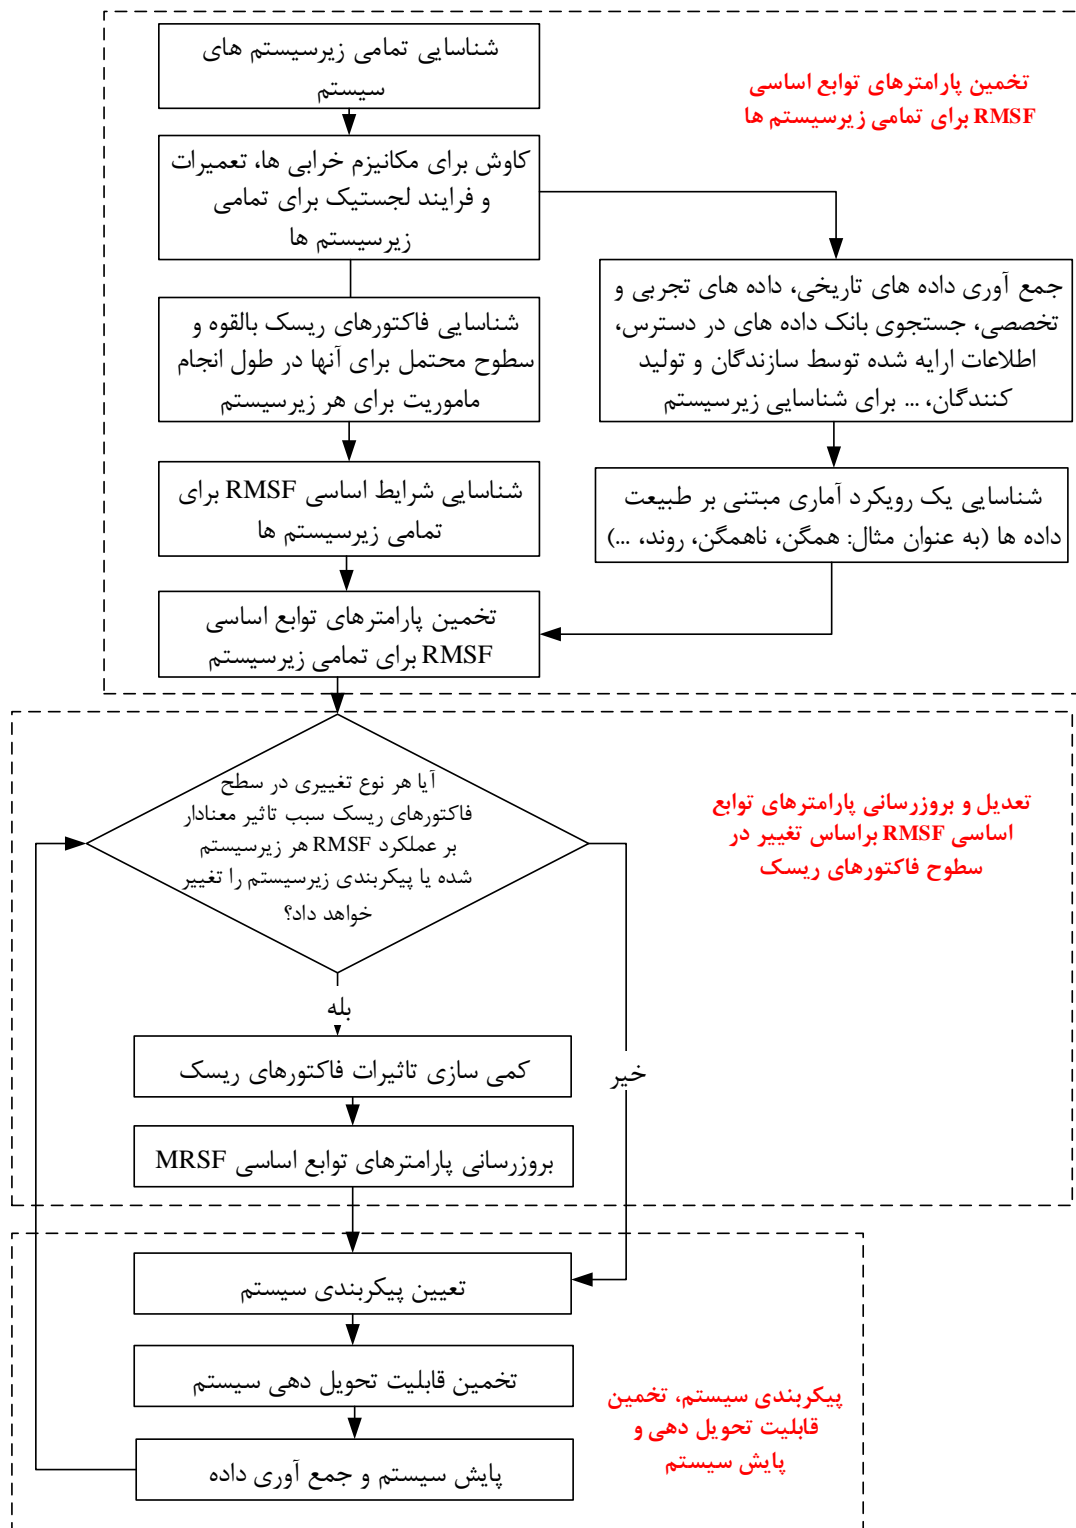 شناسایی تمامی زیرسیستم های
سیستم
تخمین پارامترهای توابع اساسی
RMSF برای تمامی زیرسیستم ها
کاوش برای مکانیزم خرابی ها، تعمیرات
و فرایند لجستیک برای تمامی
زیرسیستم ها
جمع آوری داده های تاریخی، داده های تجربی و
تخصصی، جستجوی بانک داده های در دسترس،
اطلاعات ارایه شده توسط سازندگان و تولید
کنندگان، ... برای شناسایی زیرسیستم
شناسایی فاکتورهای ریسک بالقوه و
سطوح محتمل برای آنها در طول انجام
ماموریت برای هر زیرسیستم
شناسایی یک رویکرد آماری مبتنی بر طبیعت
داده ها (به عنوان مثال: همگن، ناهمگن، روند، ...)
شناسایی شرایط اساسی RMSF برای
تمامی زیرسیستم ها
تخمین پارامترهای توابع اساسی
RMSF برای تمامی زیرسیستم
آیا هر نوع تغییری در سطح
فاکتورهای ریسک سبب تاثیر معنادار
بر عملکرد RMSF هر زیرسیستم
شده یا پیکربندی زیرسیستم را تغییر
خواهد داد؟
تعدیل و بروزرسانی پارامترهای توابع
اساسی RMSF براساس تغییر در
سطوح فاکتورهای ریسک
بله
خیر
کمی سازی تاثیرات فاکتورهای ریسک
بروزرسانی پارامترهای توابع اساسی MRSF
تعیین پیکربندی سیستم
تخمین قابلیت تحویل دهی سیستم
پایش سیستم و جمع آوری داده
پیکربندی سیستم، تخمین
قابلیت تحویل دهی و
پایش سیستم